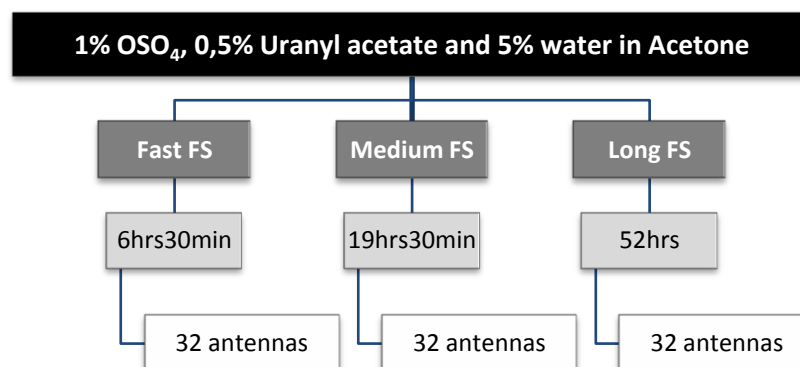 1% OSO₄, 0,5% Uranyl acetate and 5% water in Acetone
Fast FS
Medium FS
Long FS
6hrs30min
19hrs30min
52hrs
32 antennas
32 antennas
32 antennas